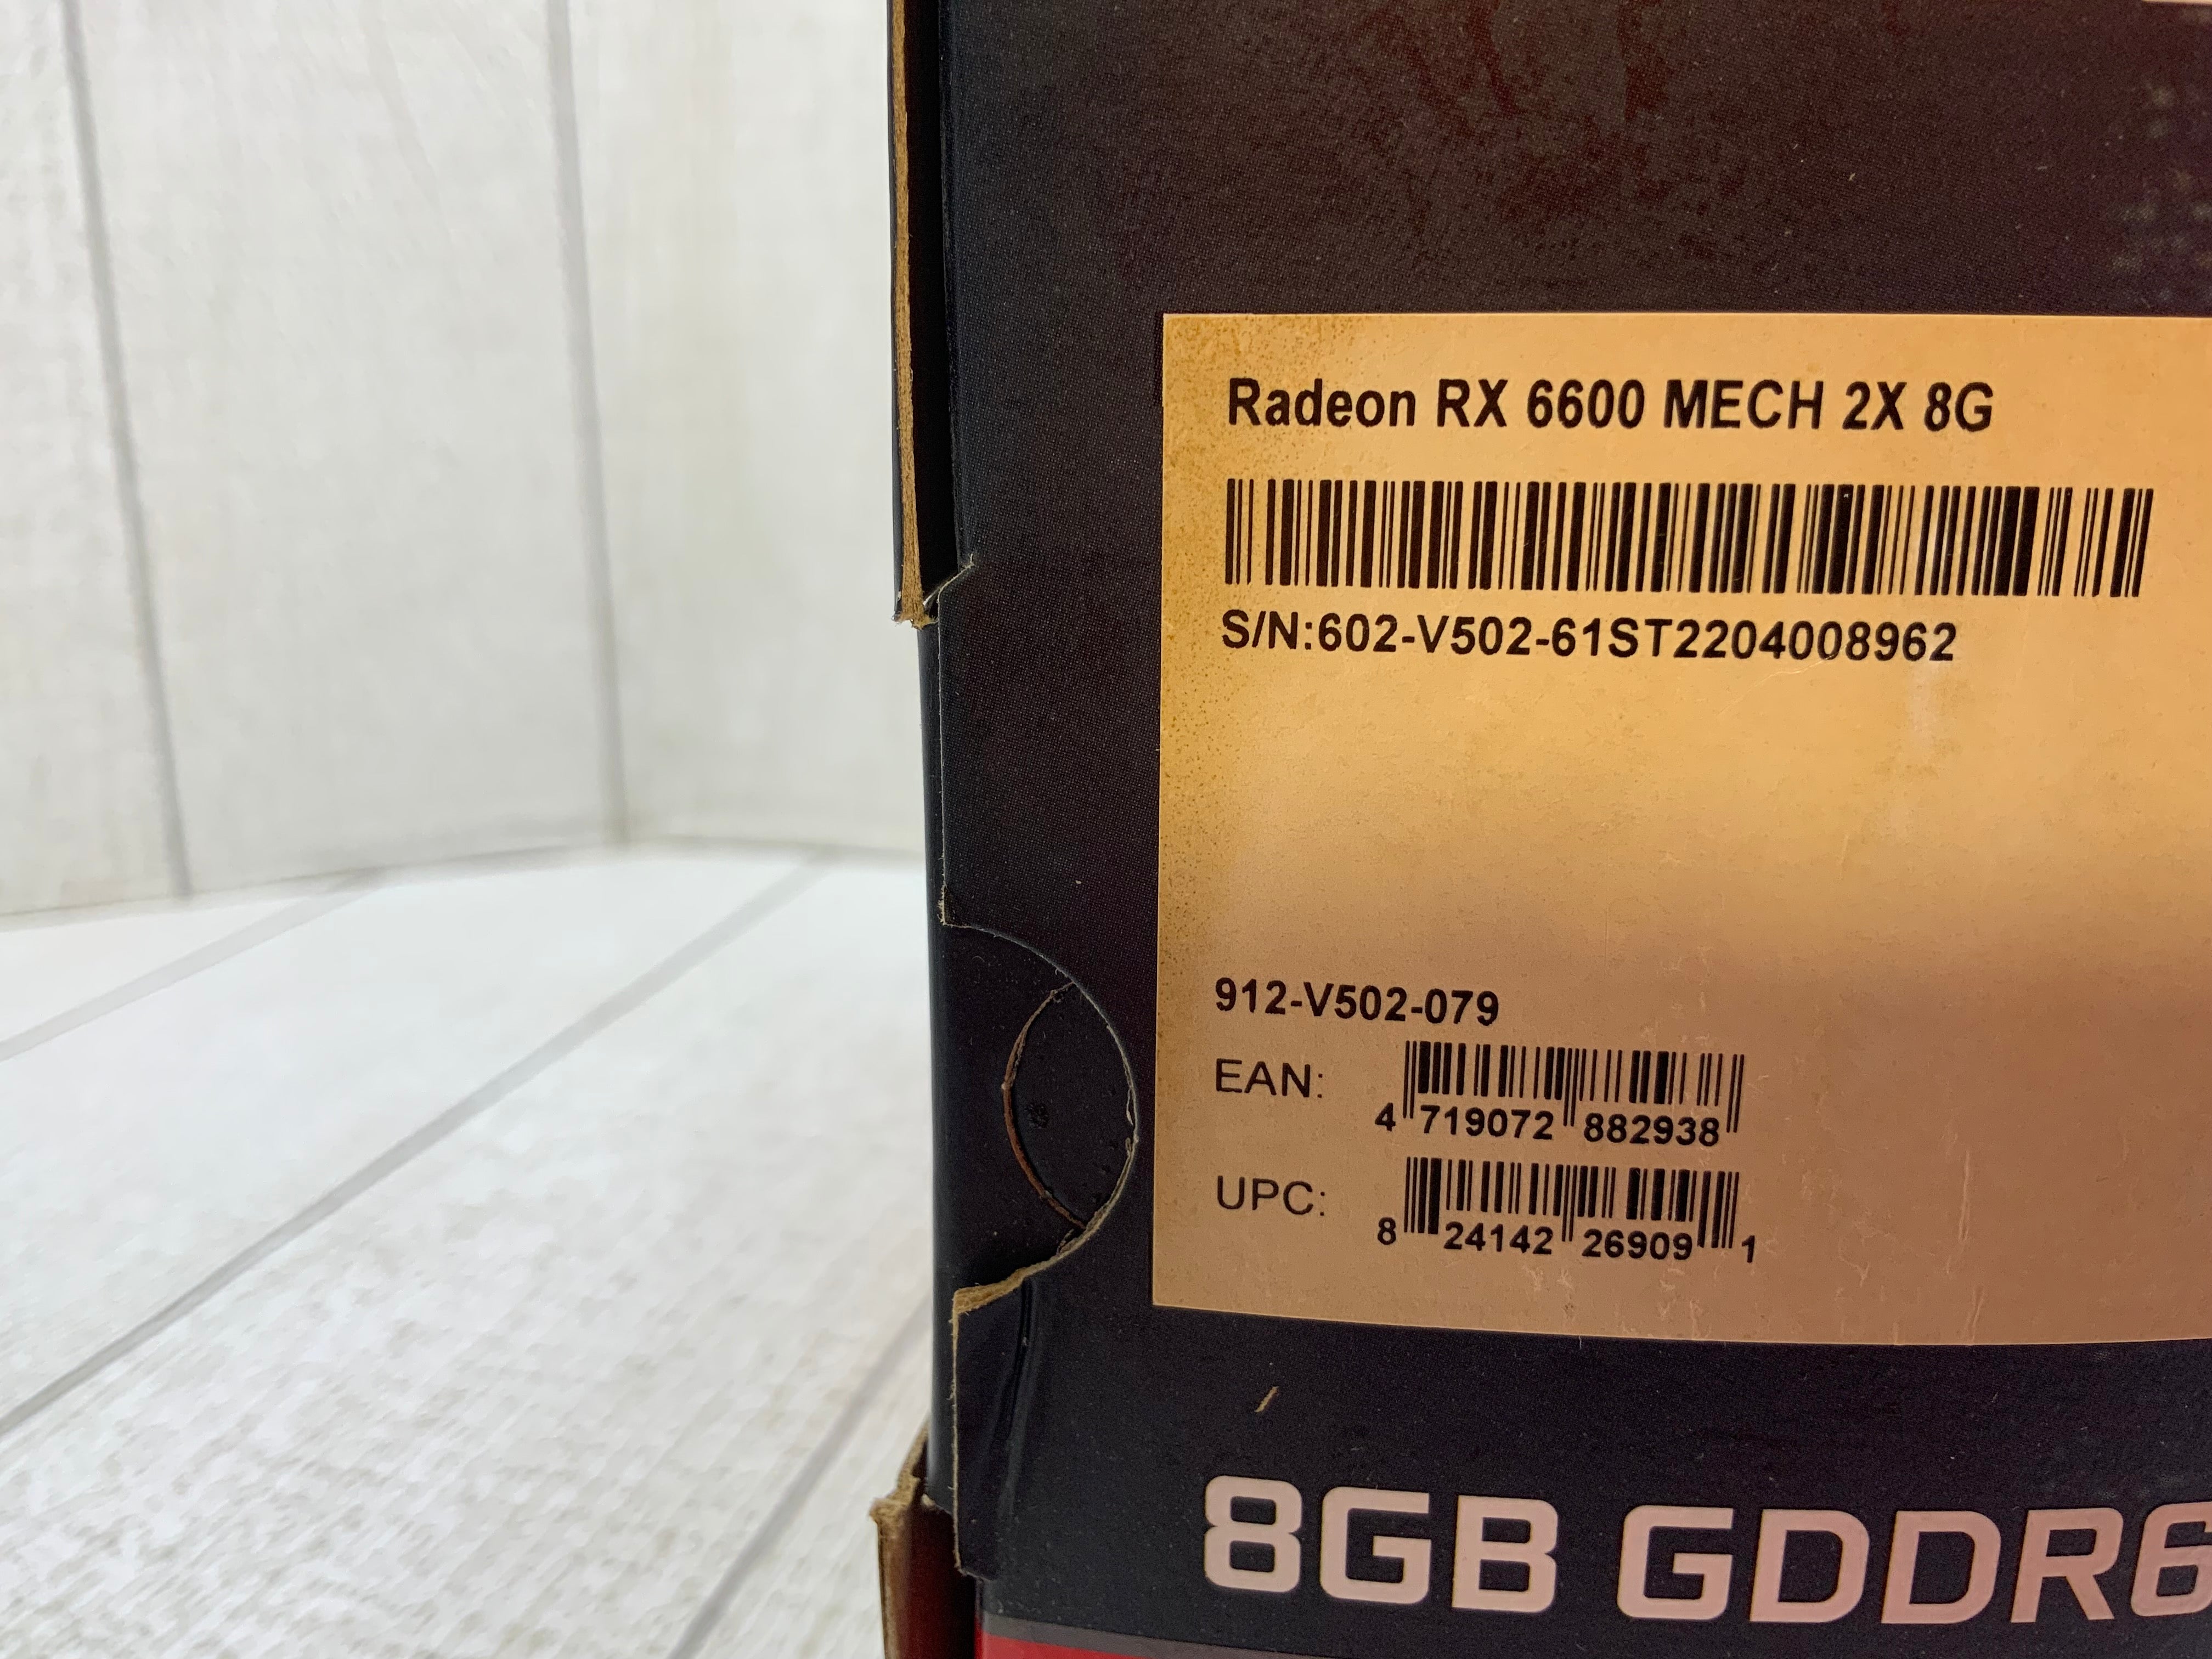 Radeon RX 6600 MECH 2X 8G
S/N:602-V502-61ST2204008962
912-V502-079
EAN: 4 719072 882938
UPC: 8 24142 26909 1
8GB GDDR6